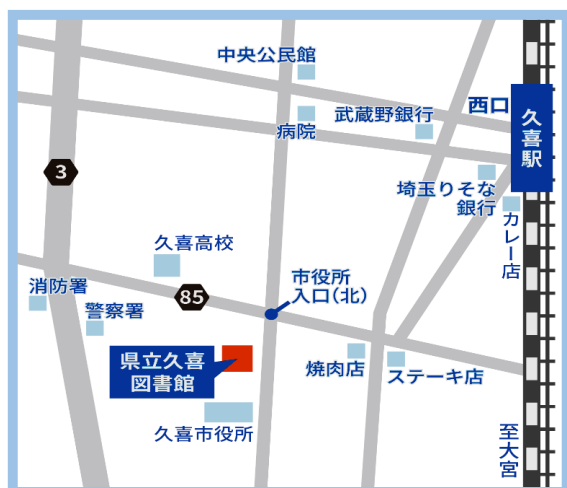 中央公民館
西口
久喜駅
武蔵野銀行
病院
3
埼玉りそな
銀行
カレー店
久喜高校
市役所
入口(北)
消防署
85
警察署
県立久喜
図書館
焼肉店
ステーキ店
久喜市役所
至大宮